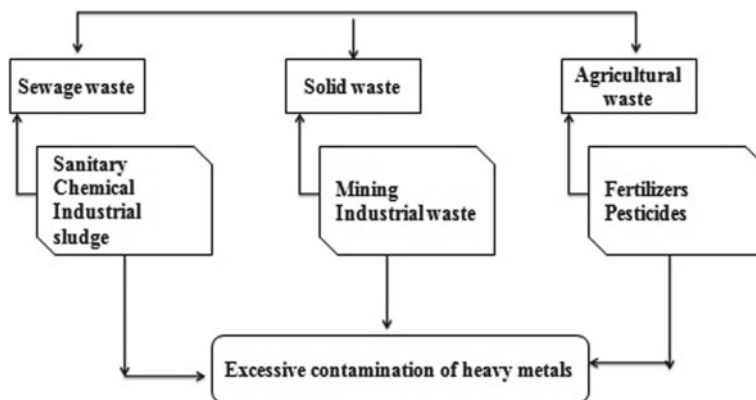 Sewage waste
Solid waste
Agricultural
waste
Sanitary
Chemical
Industrial
sludge
Mining
Industrial waste
Fertilizers
Pesticides
Excessive contamination of heavy metals